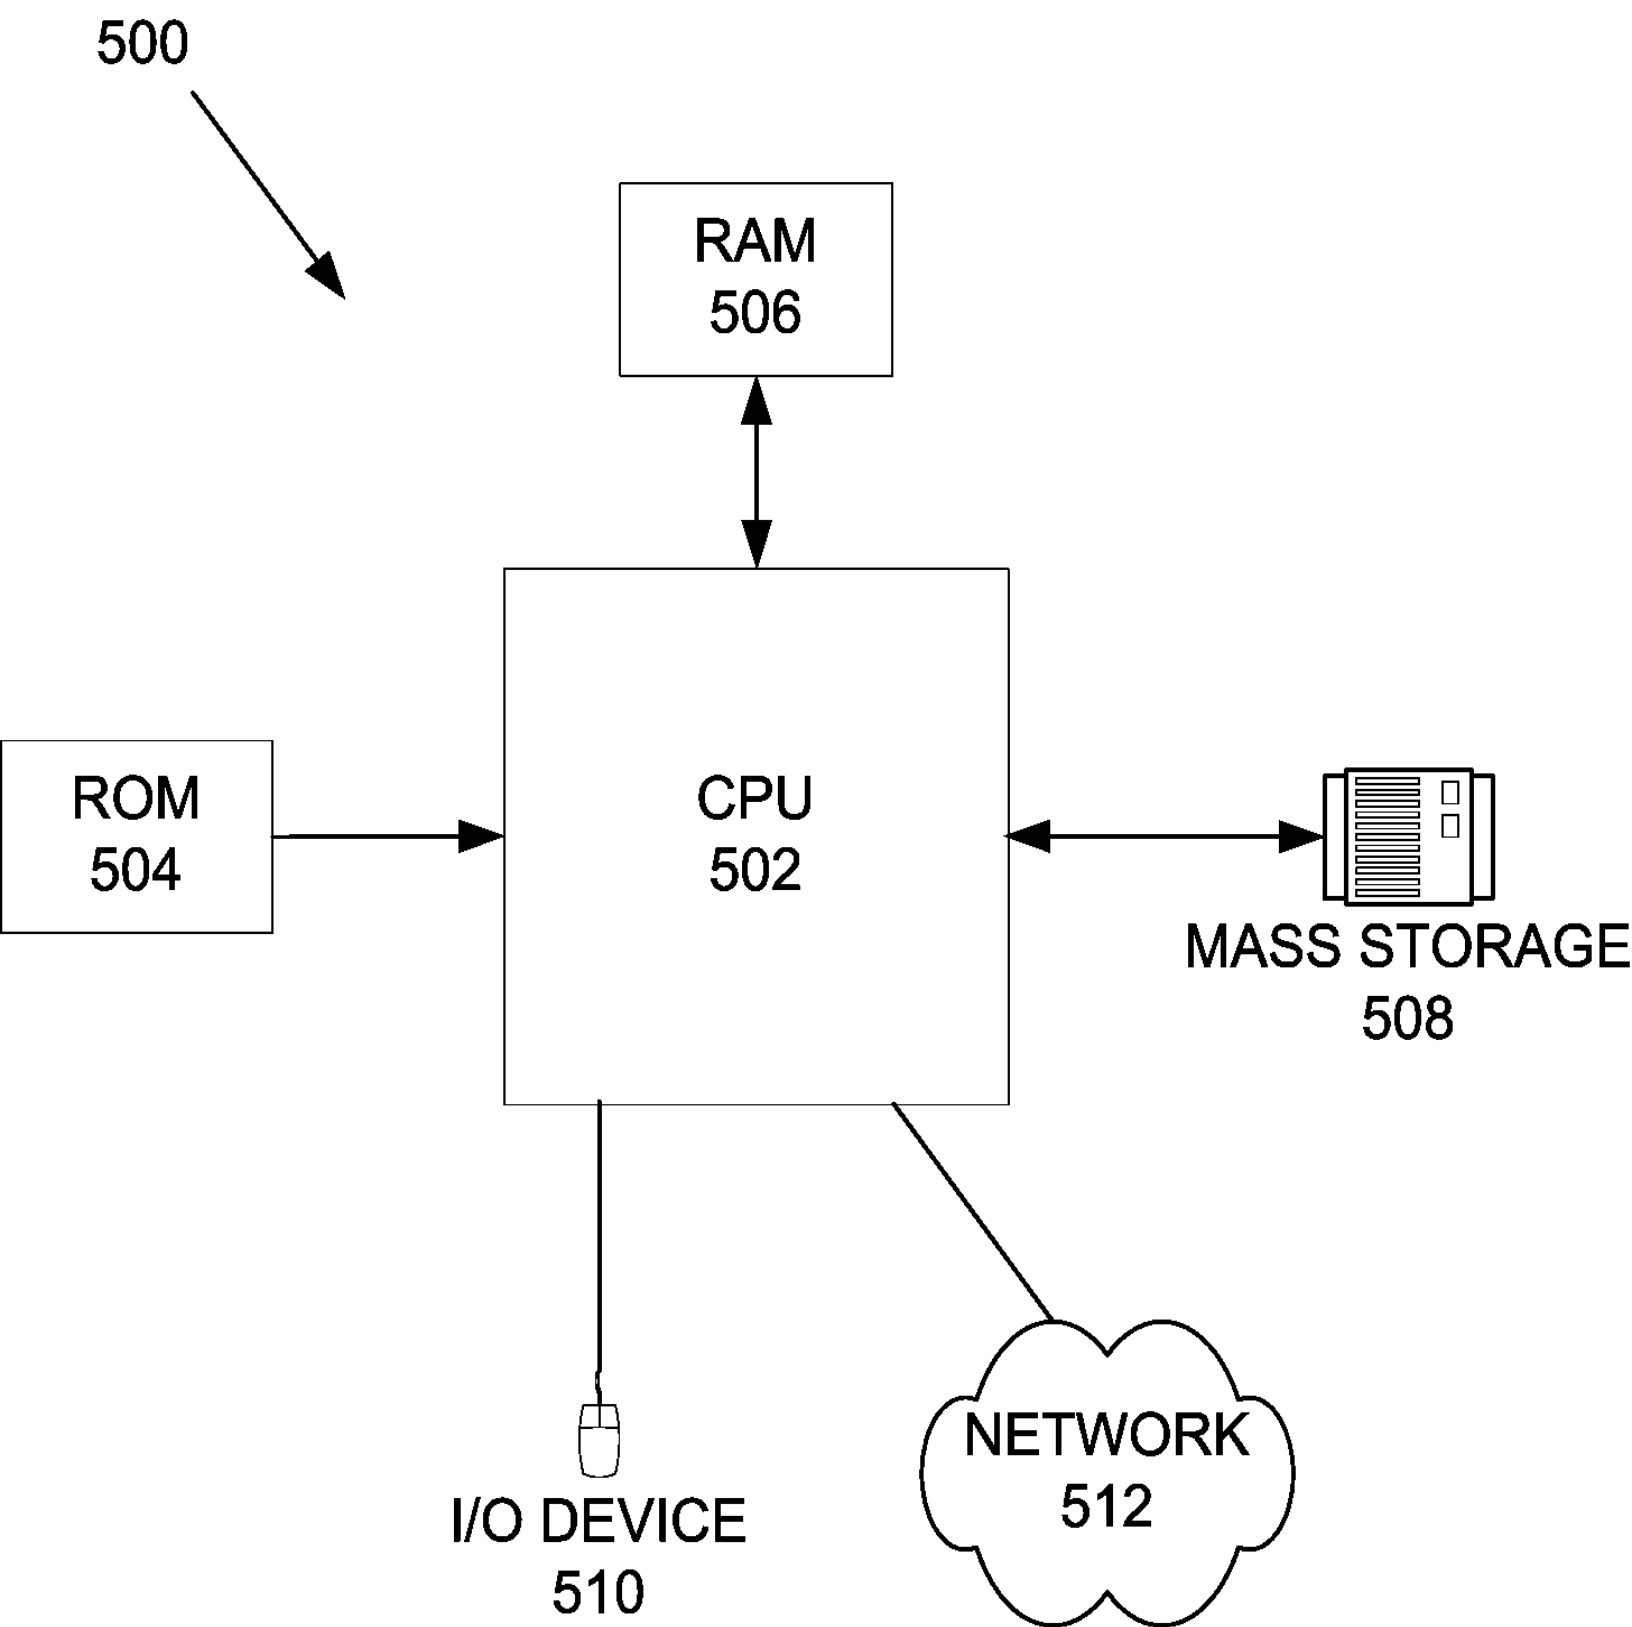 500
RAM
506
ROM
504
CPU
502
MASS STORAGE
508
NETWORK
512
I/O DEVICE
510